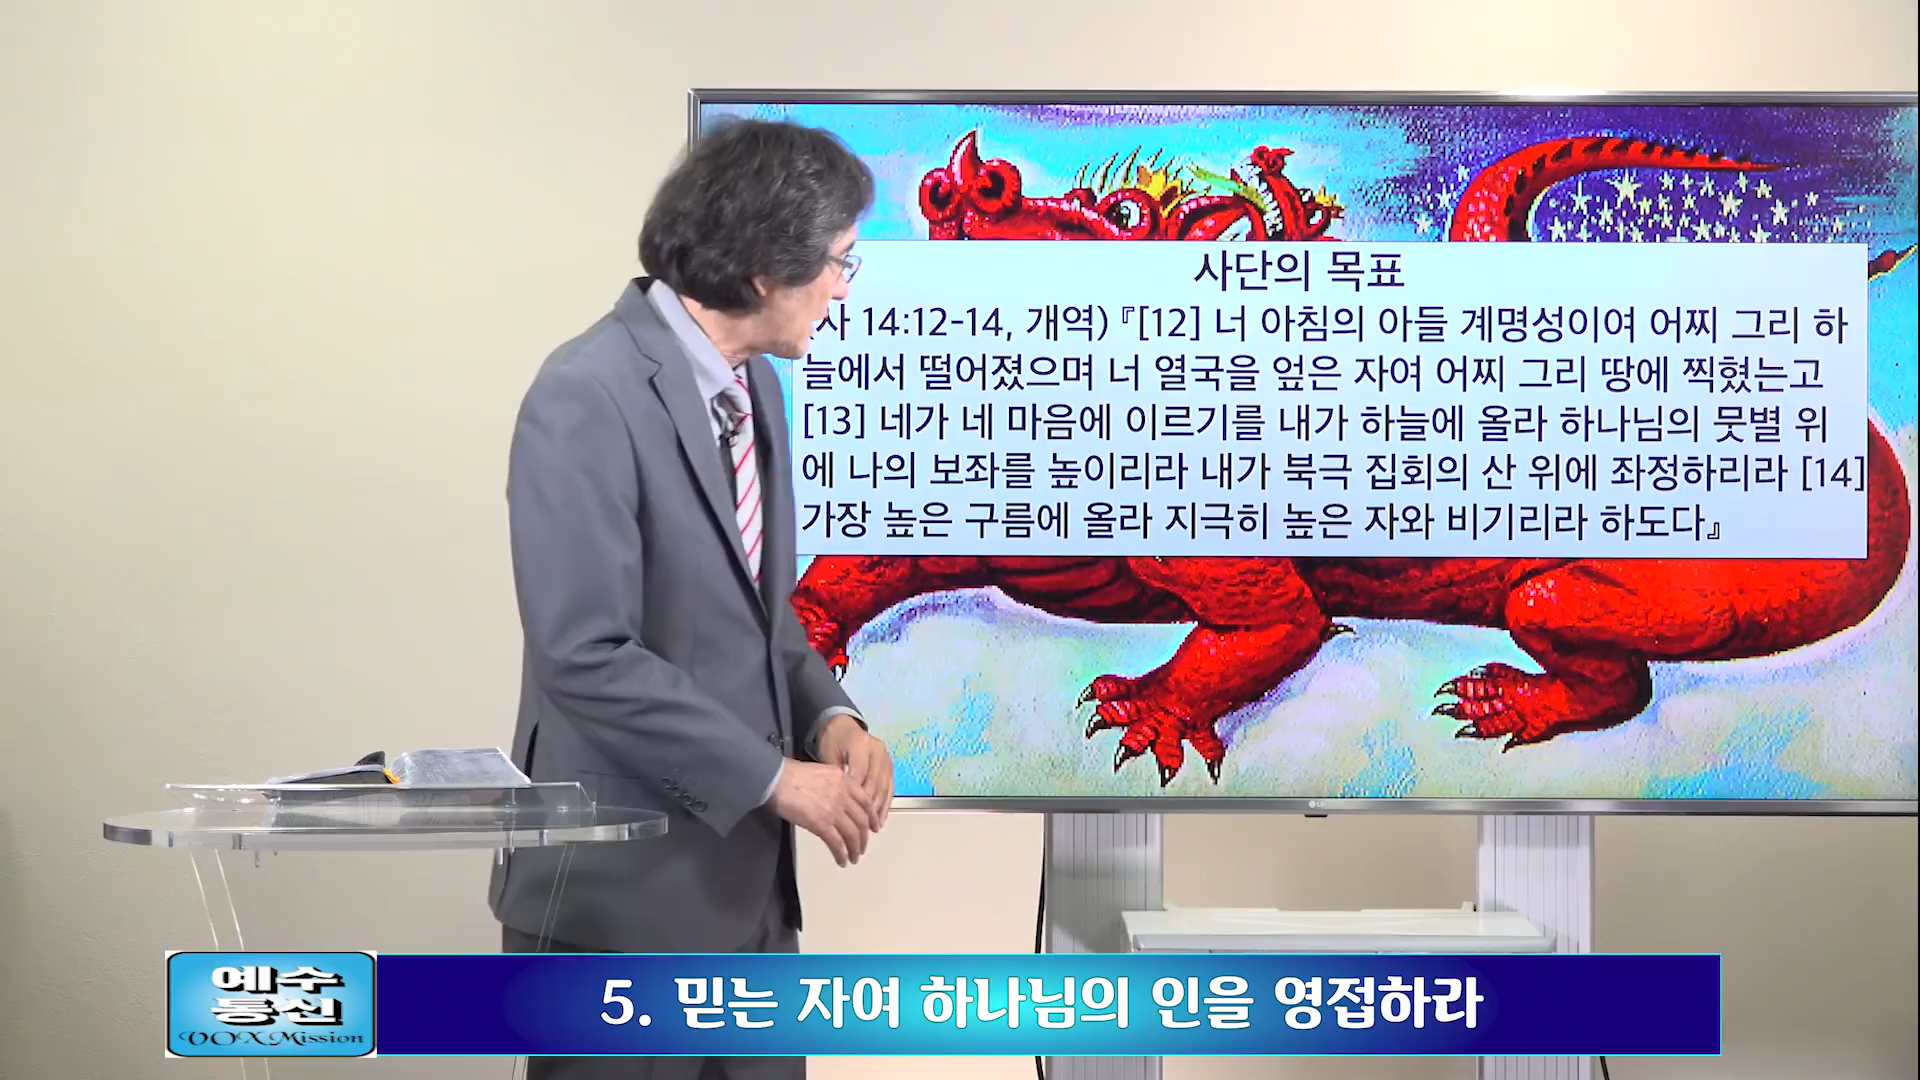 사단의 목표
사 14:12-14, 개역)『[12] 너 아침의 아들 계명성이여 어찌 그리 하
늘에서 떨어졌으며 너 열국을 엎은 자여 어찌 그리 땅에 찍혔는고
[13] 네가 네 마음에 이르기를 내가 하늘에 올라 하나님의 뭇별 위
에 나의 보좌를 높이리라 내가 북극 집회의 산 위에 좌정하리라 [14]
가장 높은 구름에 올라 지극히 높은 자와 비기리라 하도다』
LG
예수
통신
VOX Mission
5. 믿는 자여 하나님의 인을 영접하라